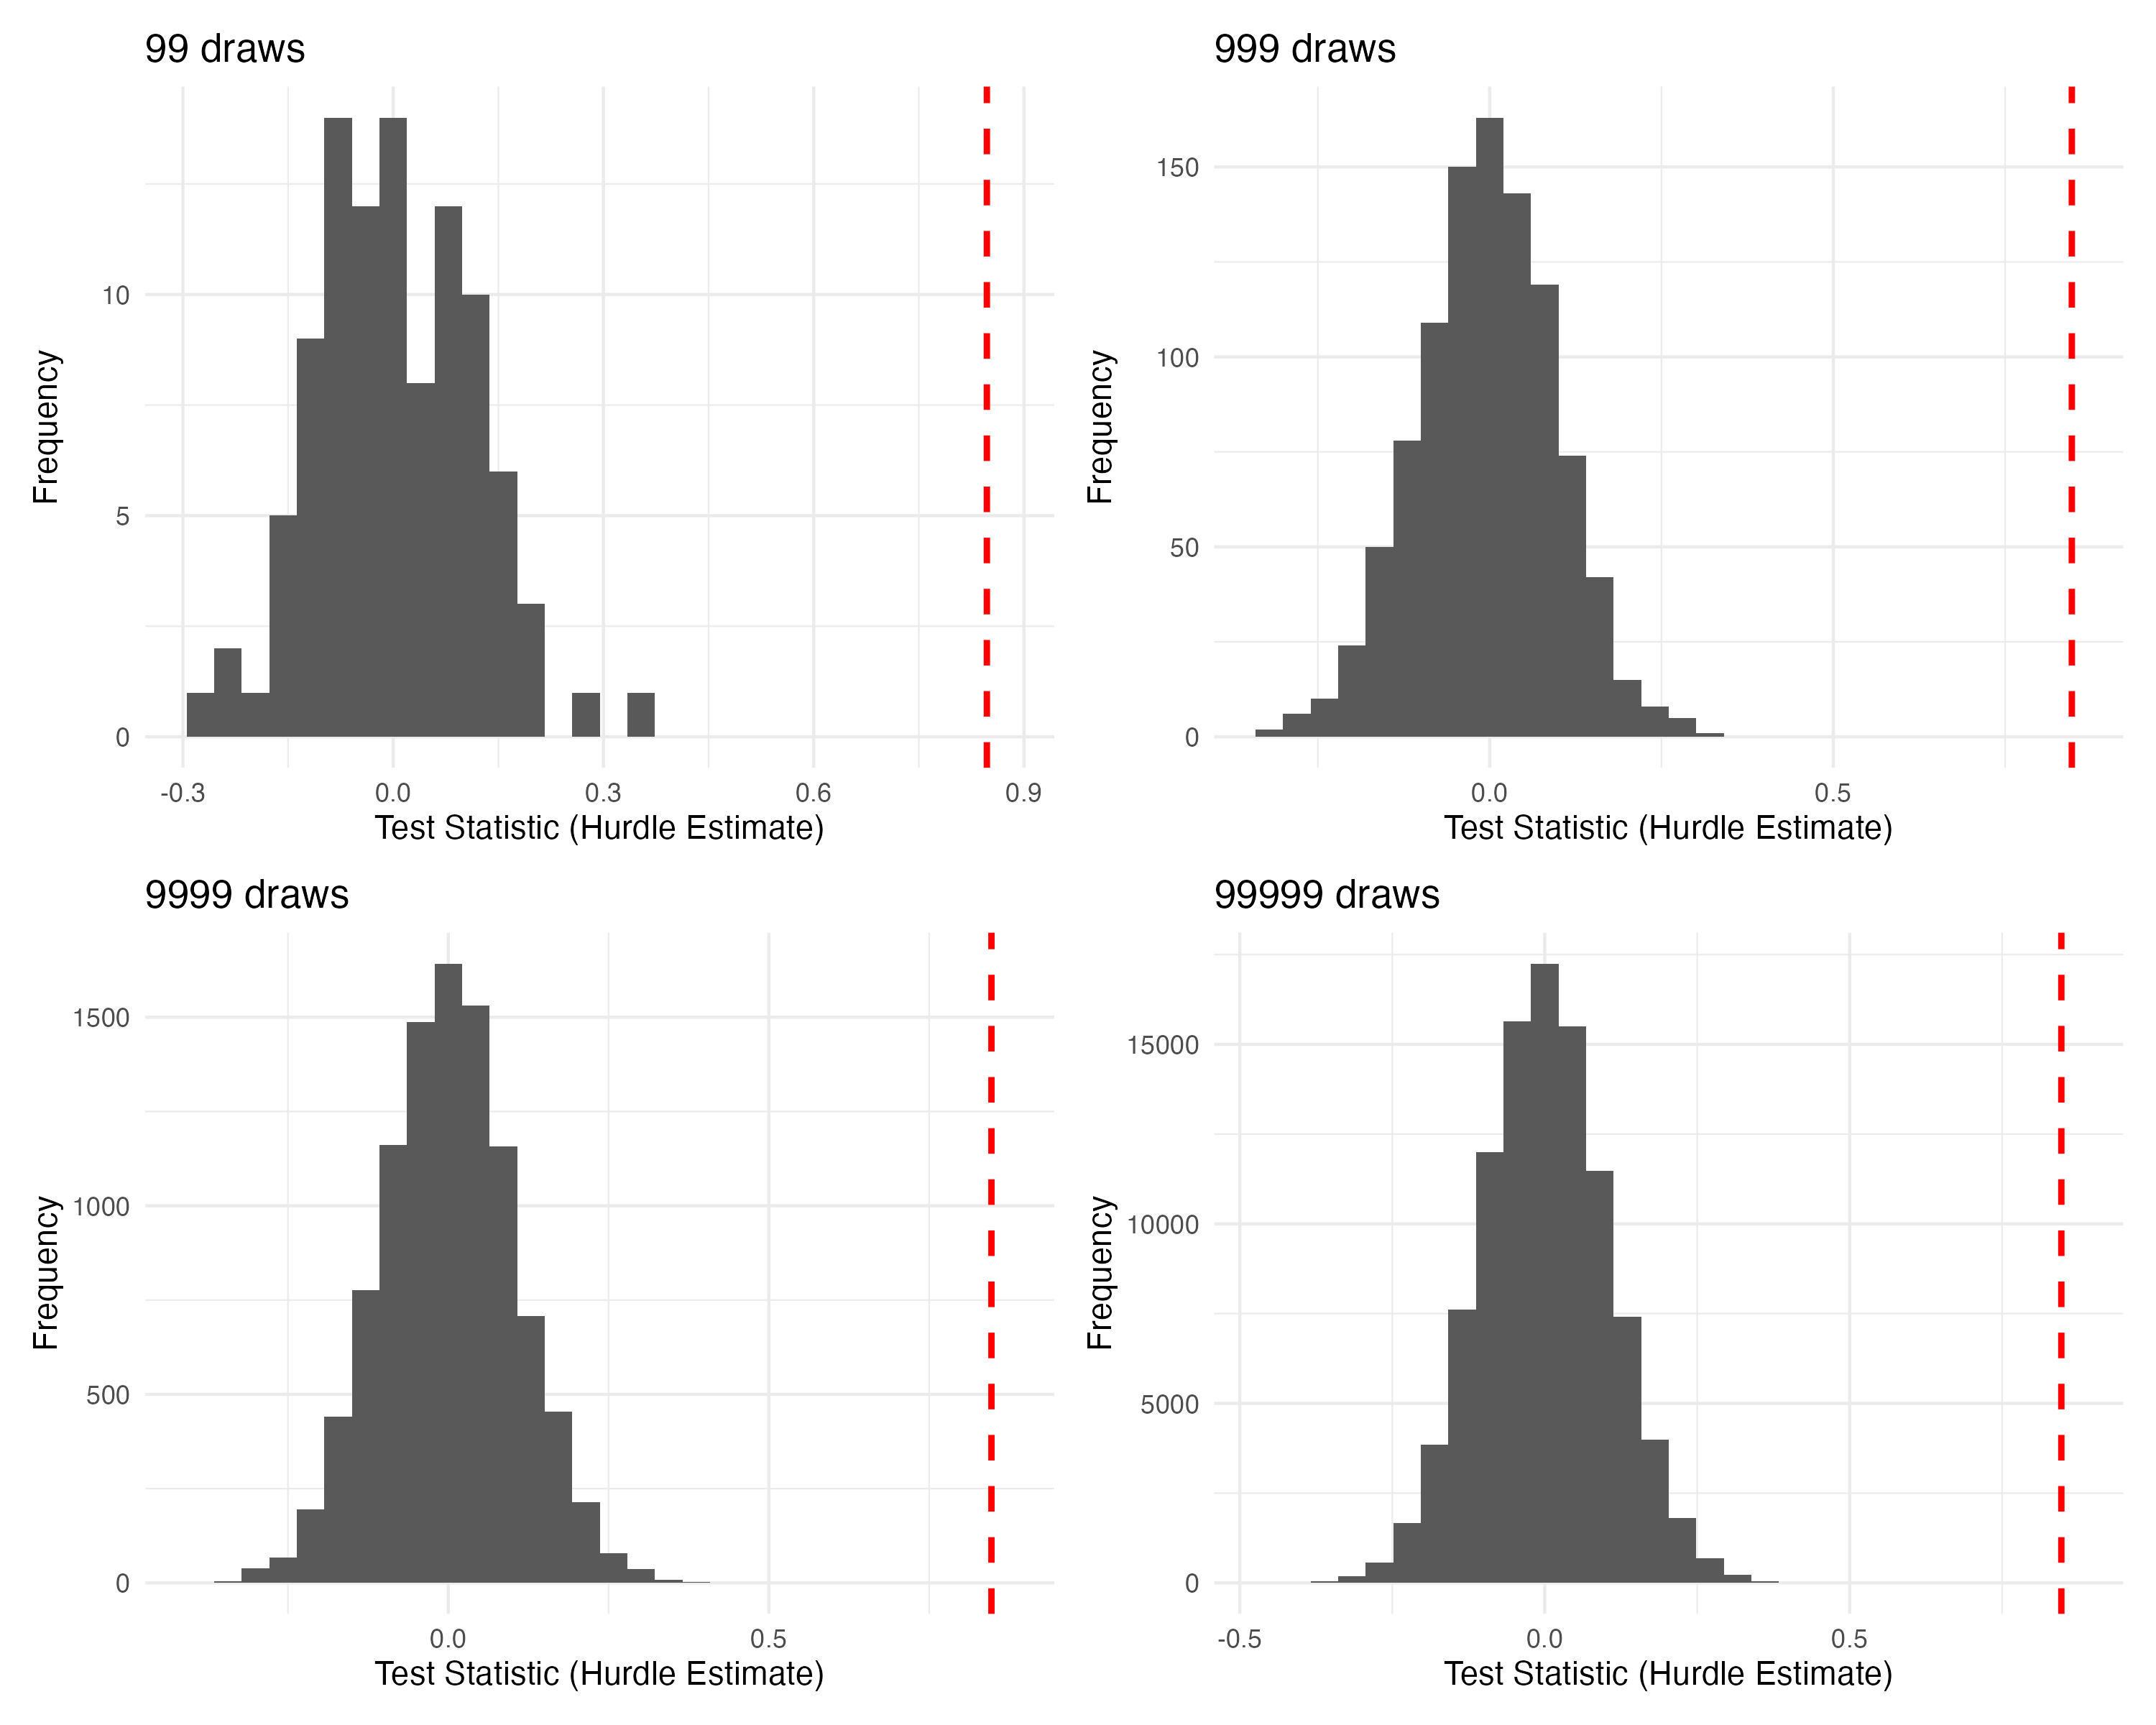 99 draws
Frequency
10
5
0
-0.3 0.0 0.3 0.6 0.9
Test Statistic (Hurdle Estimate)
999 draws
Frequency
150
100
50
0
0.0 0.5
Test Statistic (Hurdle Estimate)
9999 draws
Frequency
1500
1000
500
0
0.0 0.5
Test Statistic (Hurdle Estimate)
99999 draws
Frequency
15000
10000
5000
0
-0.5 0.0 0.5
Test Statistic (Hurdle Estimate)